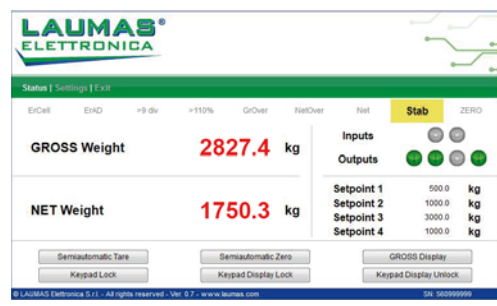 LAUMAS®
ELETTRONICA
Status | Settings | Exit
ErCell ErAD >9 div >110% GrOver NetOver Net Stab ZERO
GROSS Weight 2827.4 kg
Inputs
Outputs
NET Weight 1750.3 kg
Setpoint 1 500.0 kg
Setpoint 2 1000.0 kg
Setpoint 3 3000.0 kg
Setpoint 4 1000.0 kg
Semiautomatic Tare Semiautomatic Zero GROSS Display
Keypad Lock Keypad Display Lock Keypad Display Unlock
© LAUMAS Elettronica S.r.l. - All rights reserved - Ver. 0.7 - www.laumas.com SN: 560999999